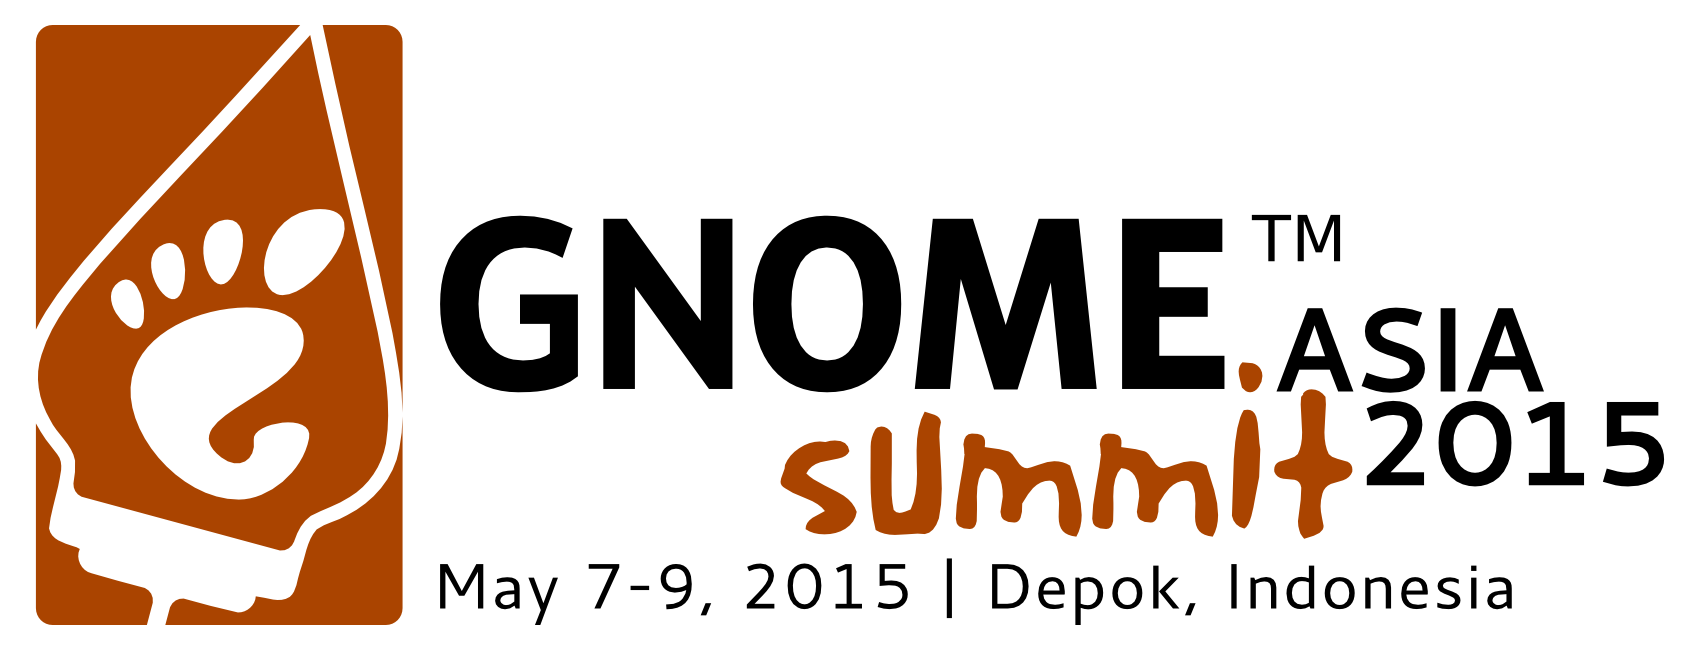 GNOME™
.ASIA
summit 2015
May 7-9, 2015 | Depok, Indonesia